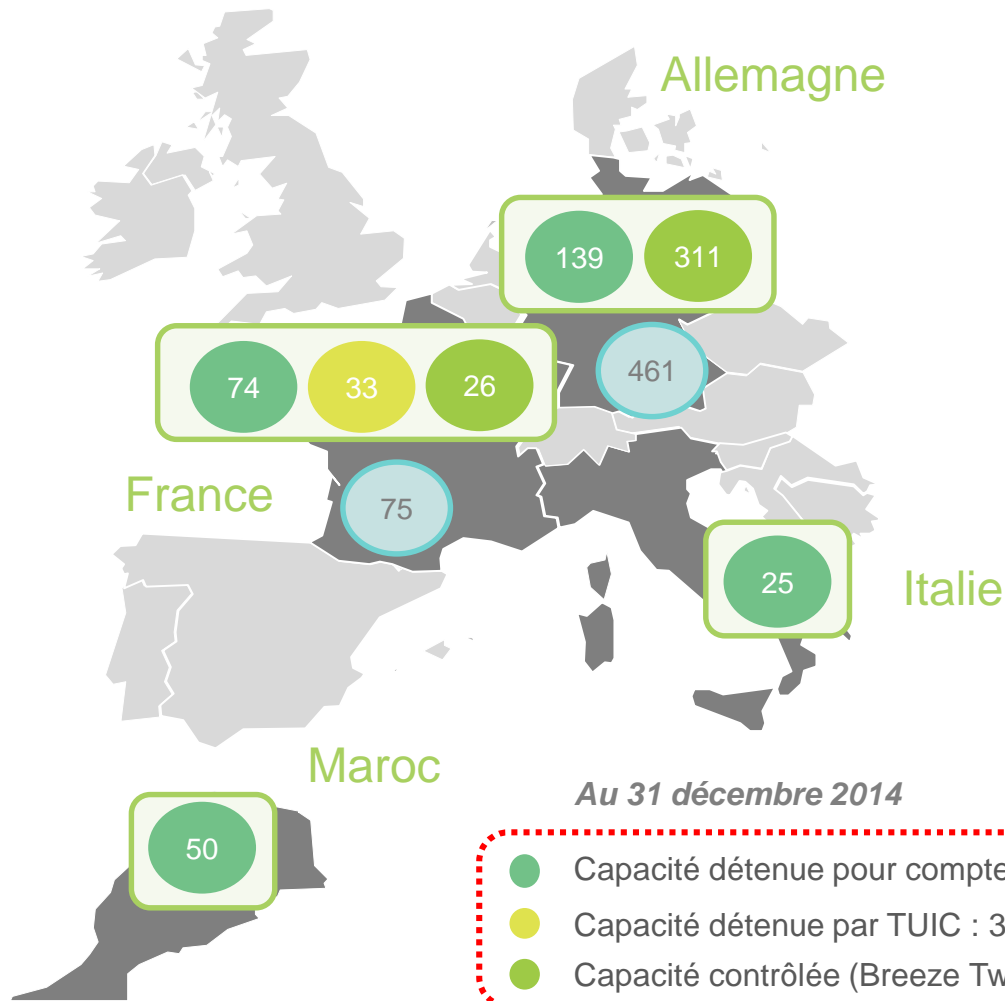 Allemagne
139 311
461
74 33 26
France
75
25
Italie
Maroc
50
Au 31 décembre 2014
Capacité détenue pour compte
Capacité détenue par TUIC : 3
Capacité contrôlée (Breeze Tw